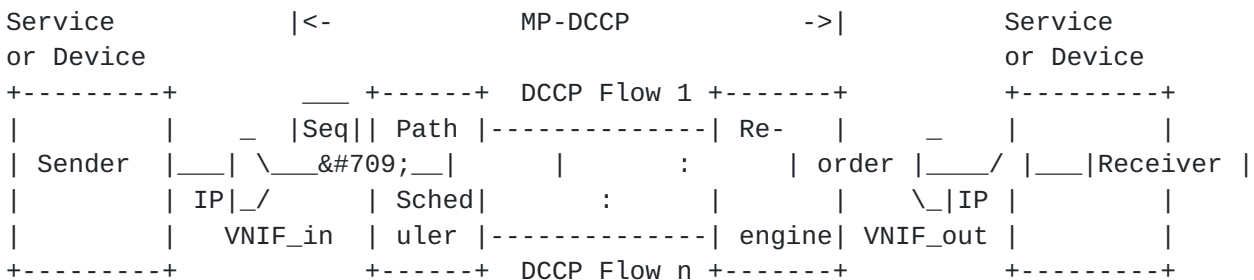 Service           |<-            MP-DCCP            ->|          Service
or Device                                                        or Device
+---------+        ___ +------+  DCCP Flow 1 +-------+          +---------+
|         |    _  |Seq|| Path |--------------| Re-   |     _    |         |
| Sender  |___| \___&#709;__|      |       :      | order |____/ |___|Receiver |
|         | IP|_/      | Sched|       :      |       |    \_|IP |         |
|         |   VNIF_in  | uler |--------------| engine| VNIF_out |         |
+---------+            +------+  DCCP Flow n +-------+          +---------+